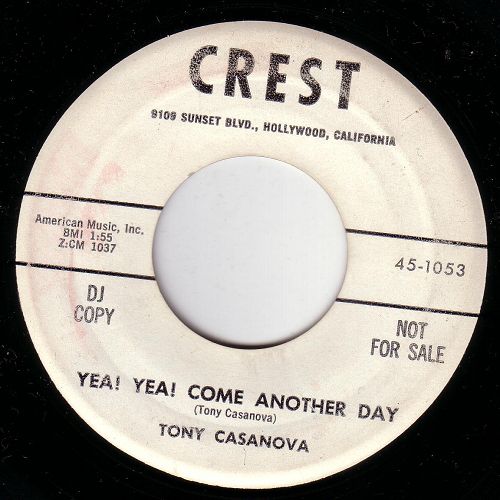 CREST
9109 SUNSET BLVD., HOLLYWOOD, CALIFORNIA
American Music, Inc.
BMI 1:55
Z:CM 1037
45-1053
DJ
COPY
NOT
FOR SALE
YEA! YEA! COME ANOTHER DAY
(Tony Casanova)
TONY CASANOVA